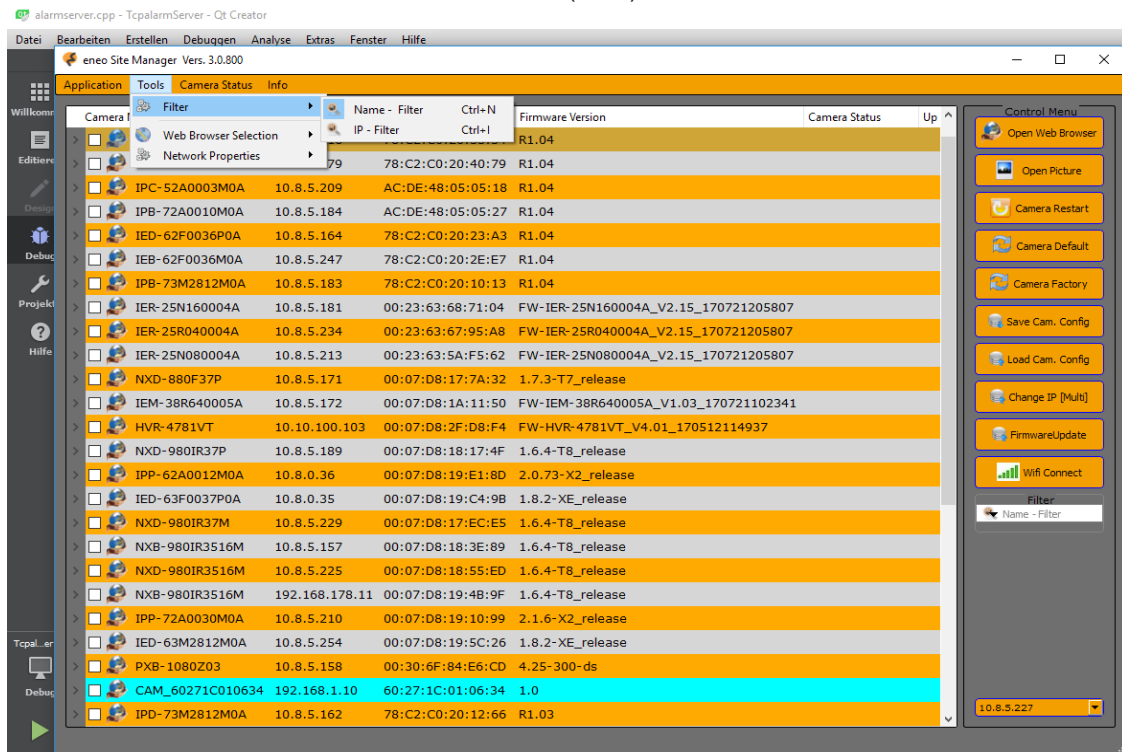 alarmserver.cpp - TcpalarmServer - Qt Creator
Datei Bearbeiten Erstellen Debuggen Analyse Extras Fenster Hilfe
eneo Site Manager Vers. 3.0.800
Application Tools Camera Status Info
Filter
Web Browser Selection
Network Properties
Name - Filter Ctrl+N
IP - Filter Ctrl+I
Willkomm
Editiere
Design
Debug
Projekt
Hilfe
Tcpal...er
Debug
Camera Firmware Version Camera Status Up
R1.04
79 78:C2:C0:20:40:79 R1.04
IPC-52A0003M0A 10.8.5.209 AC:DE:48:05:05:18 R1.04
IPB-72A0010M0A 10.8.5.184 AC:DE:48:05:05:27 R1.04
IED-62F0036P0A 10.8.5.164 78:C2:C0:20:23:A3 R1.04
IEB-62F0036M0A 10.8.5.247 78:C2:C0:20:2E:E7 R1.04
IPB-73M2812M0A 10.8.5.183 78:C2:C0:20:10:13 R1.04
IER-25N160004A 10.8.5.181 00:23:63:68:71:04 FW-IER-25N160004A_V2.15_170721205807
IER-25R040004A 10.8.5.234 00:23:63:67:95:A8 FW-IER-25R040004A_V2.15_170721205807
IER-25N080004A 10.8.5.213 00:23:63:5A:F5:62 FW-IER-25N080004A_V2.15_170721205807
NXD-880F37P 10.8.5.171 00:07:D8:17:7A:32 1.7.3-T7_release
IEM-38R640005A 10.8.5.172 00:07:D8:1A:11:50 FW-IEM-38R640005A_V1.03_170721102341
HVR-4781VT 10.10.100.103 00:07:D8:2F:D8:F4 FW-HVR-4781VT_V4.01_170512114937
NXD-980IR37P 10.8.5.189 00:07:D8:18:17:4F 1.6.4-T8_release
IPP-62A0012M0A 10.8.0.36 00:07:D8:19:E1:8D 2.0.73-X2_release
IED-63F0037P0A 10.8.0.35 00:07:D8:19:C4:9B 1.8.2-XE_release
NXD-980IR37M 10.8.5.229 00:07:D8:17:EC:E5 1.6.4-T8_release
NXB-980IR3516M 10.8.5.157 00:07:D8:18:3E:89 1.6.4-T8_release
NXD-980IR3516M 10.8.5.225 00:07:D8:18:55:ED 1.6.4-T8_release
NXB-980IR3516M 192.168.178.11 00:07:D8:19:4B:9F 1.6.4-T8_release
IPP-72A0030M0A 10.8.5.210 00:07:D8:19:10:99 2.1.6-X2_release
IED-63M2812M0A 10.8.5.254 00:07:D8:19:5C:26 1.8.2-XE_release
PXB-1080Z03 10.8.5.158 00:30:6F:84:E6:CD 4.25-300-ds
CAM_60271C010634 192.168.1.10 60:27:1C:01:06:34 1.0
IPD-73M2812M0A 10.8.5.162 78:C2:C0:20:12:66 R1.03
Control Menu
Open Web Browser
Open Picture
Camera Restart
Camera Default
Camera Factory
Save Cam. Config
Load Cam. Config
Change IP [Multi]
FirmwareUpdate
Wifi Connect
Filter
Name - Filter
10.8.5.227